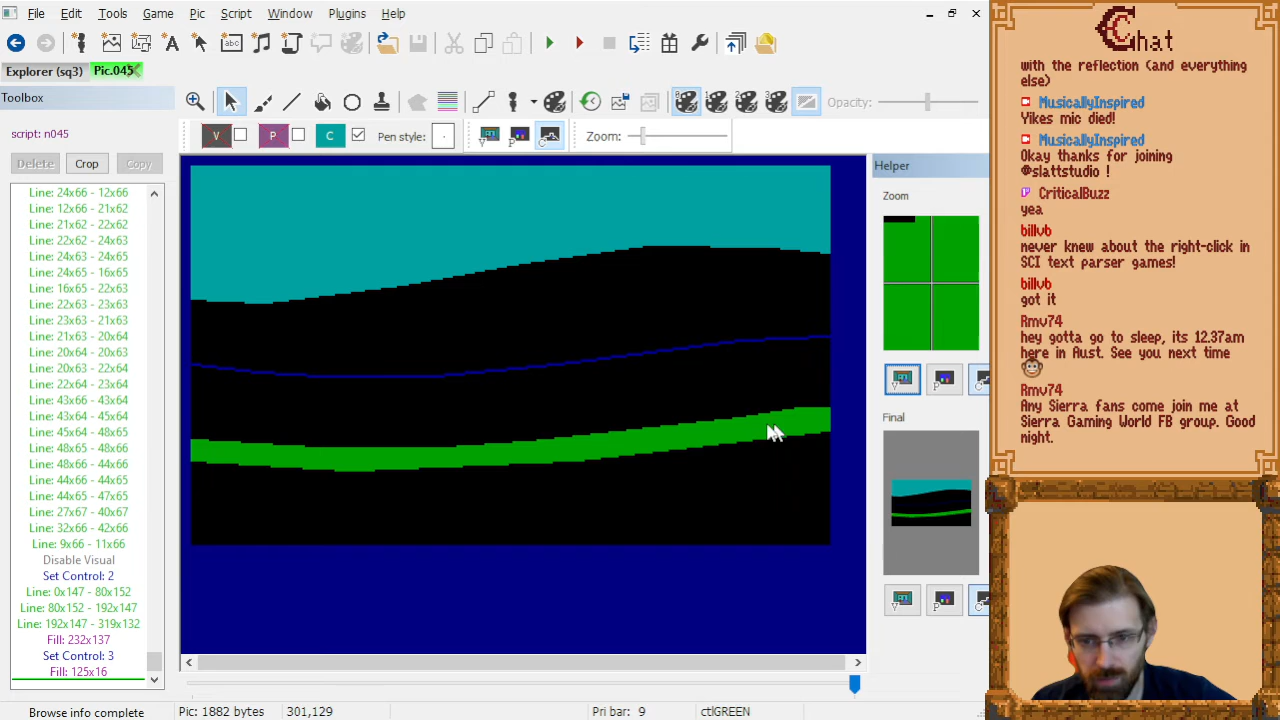 File Edit Tools Game Pic Script Window Plugins Help
Explorer (sq3) Pic.045
Toolbox
Opacity:
script: n045
V P C Pen style: Zoom:
Delete Crop Copy
Line: 24x66 - 12x66
Line: 12x66 - 21x62
Line: 21x62 - 22x62
Line: 22x62 - 24x63
Line: 24x63 - 24x65
Line: 24x65 - 16x65
Line: 16x65 - 22x63
Line: 22x63 - 23x63
Line: 23x63 - 21x63
Line: 21x63 - 20x64
Line: 20x64 - 20x63
Line: 20x63 - 22x64
Line: 22x64 - 24x64
Line: 43x66 - 43x64
Line: 43x64 - 45x64
Line: 45x64 - 48x65
Line: 48x65 - 48x66
Line: 48x66 - 44x66
Line: 44x66 - 44x65
Line: 44x65 - 47x65
Line: 27x67 - 40x67
Line: 32x66 - 42x66
Line: 9x66 - 11x66
Disable Visual
Set Control: 2
Line: 0x147 - 80x152
Line: 80x152 - 192x147
Line: 192x147 - 319x132
Fill: 232x137
Set Control: 3
Fill: 125x16
Helper
Zoom
V P C
Final
V P C
Browse info complete Pic: 1882 bytes 301,129 Pri bar: 9 ctlGREEN
Chat
with the reflection (and everything
else)
MusicallyInspired
Yikes mic died!
MusicallyInspired
Okay thanks for joining
@slattstudio !
CriticalBuzz
yea
billvb
never knew about the right-click in
SCI text parser games!
billvb
got it
Rmv74
hey gotta go to sleep, its 12.37am
here in Aust. See you next time
Rmv74
Any Sierra fans come join me at
Sierra Gaming World FB group. Good
night.